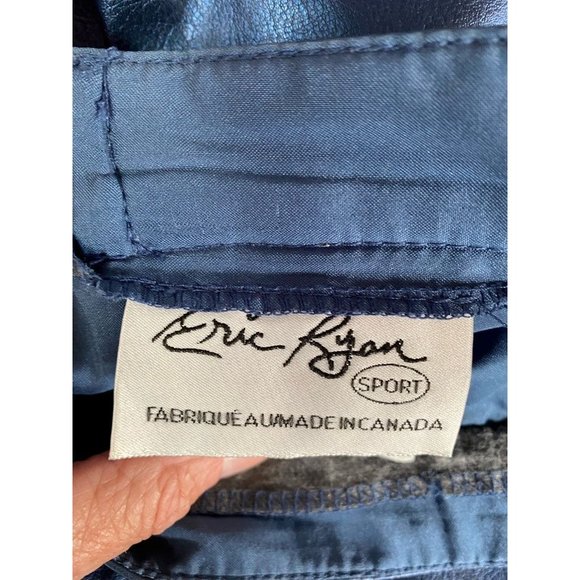 Eric Ryan
SPORT
FABRIQUÉ AU/MADE IN CANADA